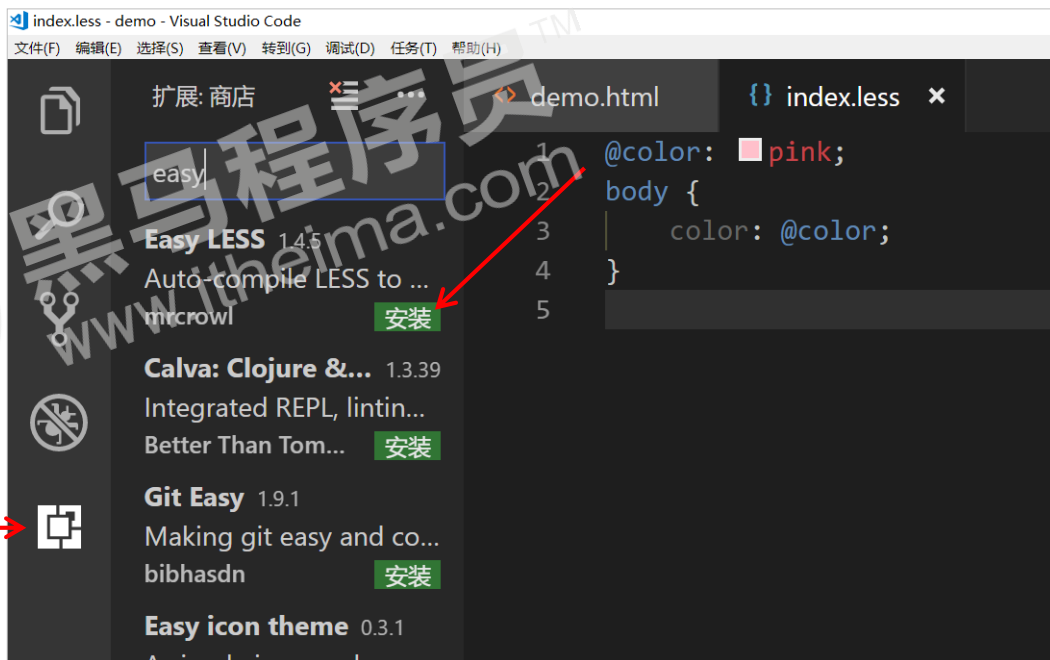 index.less - demo - Visual Studio Code
文件(F) 编辑(E) 选择(S) 查看(V) 转到(G) 调试(D) 任务(T) 帮助(H)
扩展: 商店
demo.html
{} index.less ×
easy
Easy LESS 1.4.5
Auto-compile LESS to ...
mrcrowl 安装
Calva: Clojure &... 1.3.39
Integrated REPL, lintin...
Better Than Tom... 安装
Git Easy 1.9.1
Making git easy and co...
bibhasdn 安装
Easy icon theme 0.3.1
1 @color: pink;
2 body {
3 color: @color;
4 }
5
黑马程序员™
www.itheima.com